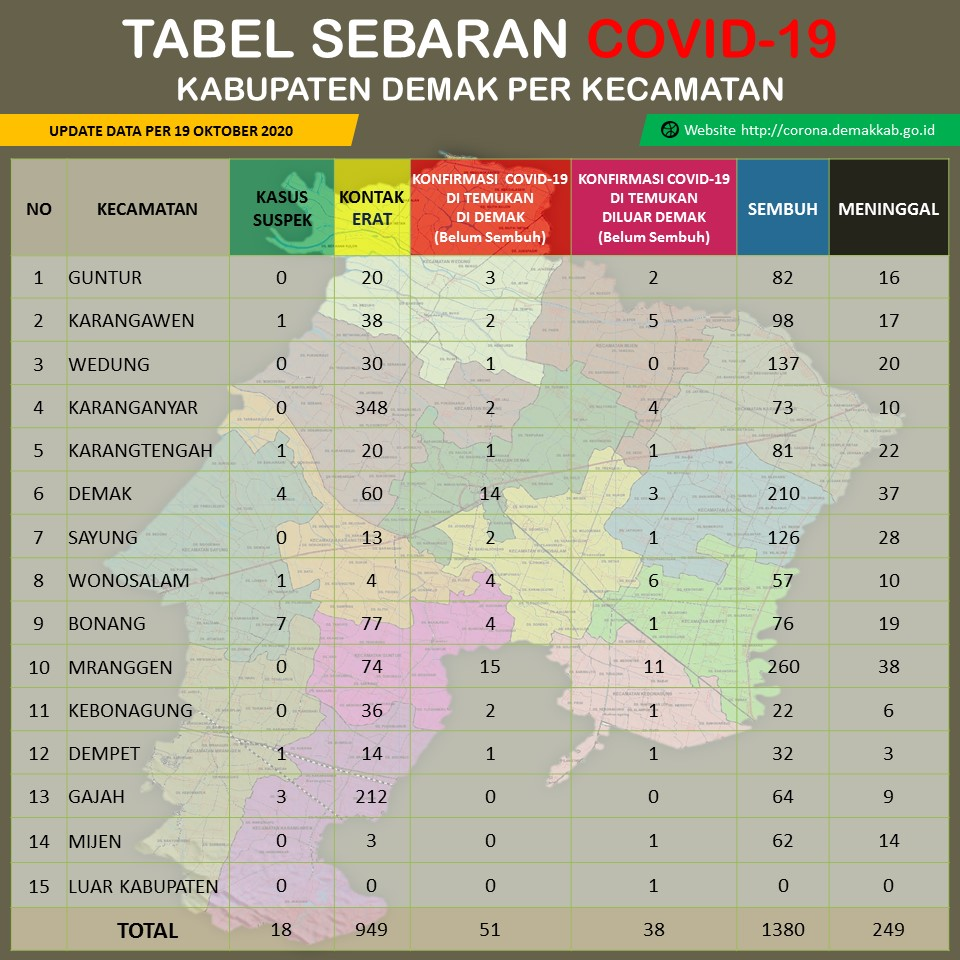 TABEL SEBARAN COVID-19
KABUPATEN DEMAK PER KECAMATAN
UPDATE DATA PER 19 OKTOBER 2020
Website http://corona.demakkab.go.id
NO KECAMATAN KASUS SUSPEK KONTAK ERAT KONFIRMASI COVID-19 DI TEMUKAN DI DEMAK (Belum Sembuh) KONFIRMASI COVID-19 DI TEMUKAN DILUAR DEMAK (Belum Sembuh) SEMBUH MENINGGAL
1 GUNTUR 0 20 3 2 82 16
2 KARANGAWEN 1 38 2 5 98 17
3 WEDUNG 0 30 1 0 137 20
4 KARANGANYAR 0 348 2 4 73 10
5 KARANGTENGAH 1 20 1 1 81 22
6 DEMAK 4 60 14 3 210 37
7 SAYUNG 0 13 2 1 126 28
8 WONOSALAM 1 4 4 6 57 10
9 BONANG 7 77 4 1 76 19
10 MRANGGEN 0 74 15 11 260 38
11 KEBONAGUNG 0 36 2 1 22 6
12 DEMPET 1 14 1 1 32 3
13 GAJAH 3 212 0 0 64 9
14 MIJEN 0 3 0 1 62 14
15 LUAR KABUPATEN 0 0 0 1 0 0
TOTAL 18 949 51 38 1380 249